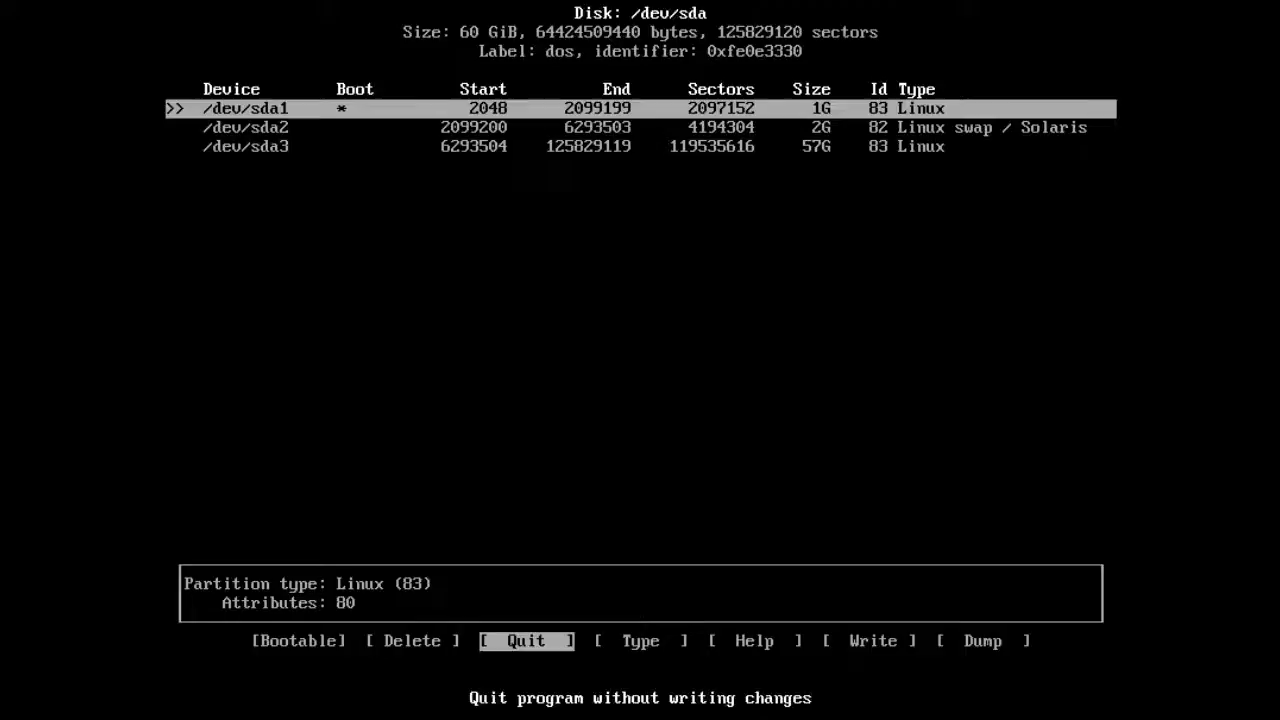 Disk: /dev/sda
Size: 60 GiB, 64424509440 bytes, 125829120 sectors
Label: dos, identifier: 0xfe0e3330
Device Boot Start End Sectors Size Id Type
>> /dev/sda1 * 2048 2099199 2097152 1G 83 Linux
/dev/sda2 2099200 6293503 4194304 2G 82 Linux swap / Solaris
/dev/sda3 6293504 125829119 119535616 57G 83 Linux
Partition type: Linux (83)
Attributes: 80
[Bootable] [ Delete ] [ Quit ] [ Type ] [ Help ] [ Write ] [ Dump ]
Quit program without writing changes